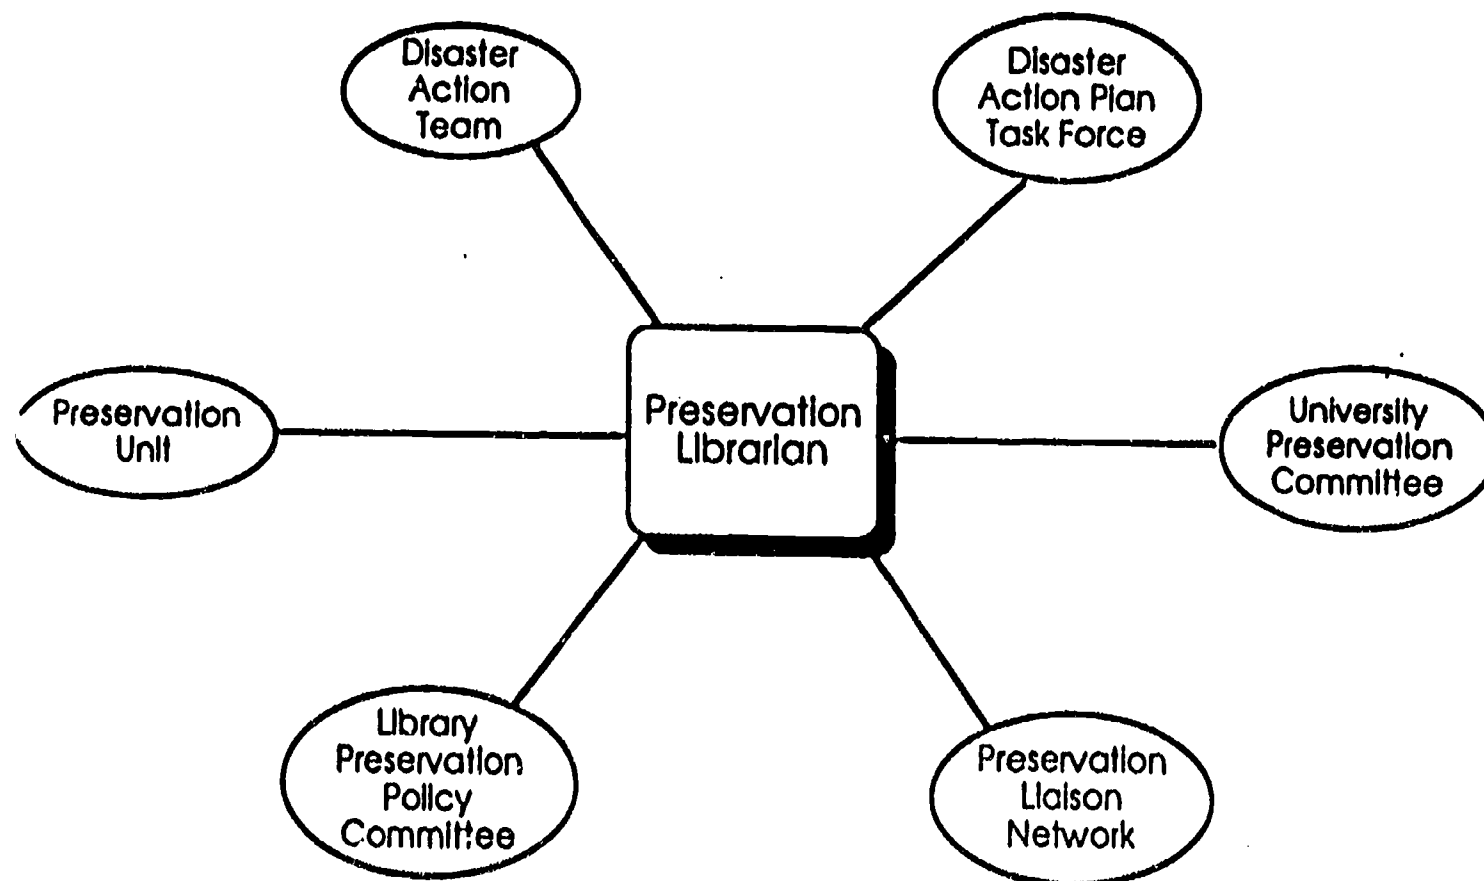 Disaster
Action
Team
Disaster
Action Plan
Task Force
Preservation
Unit
Preservation
Librarian
University
Preservation
Committee
Library
Preservation
Policy
Committee
Preservation
Liaison
Network